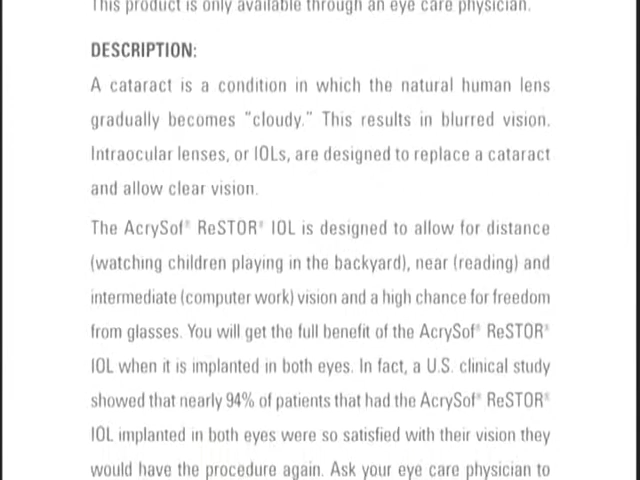 This product is only available through an eye care physician.
DESCRIPTION:
A cataract is a condition in which the natural human lens
gradually becomes "cloudy." This results in blurred vision.
Intraocular lenses, or IOLs, are designed to replace a cataract
and allow clear vision.
The AcrySof® ReSTOR® IOL is designed to allow for distance
(watching children playing in the backyard), near (reading) and
intermediate (computer work) vision and a high chance for freedom
from glasses. You will get the full benefit of the AcrySof® ReSTOR®
IOL when it is implanted in both eyes. In fact, a U.S. clinical study
showed that nearly 94% of patients that had the AcrySof® ReSTOR®
IOL implanted in both eyes were so satisfied with their vision they
would have the procedure again. Ask your eye care physician to